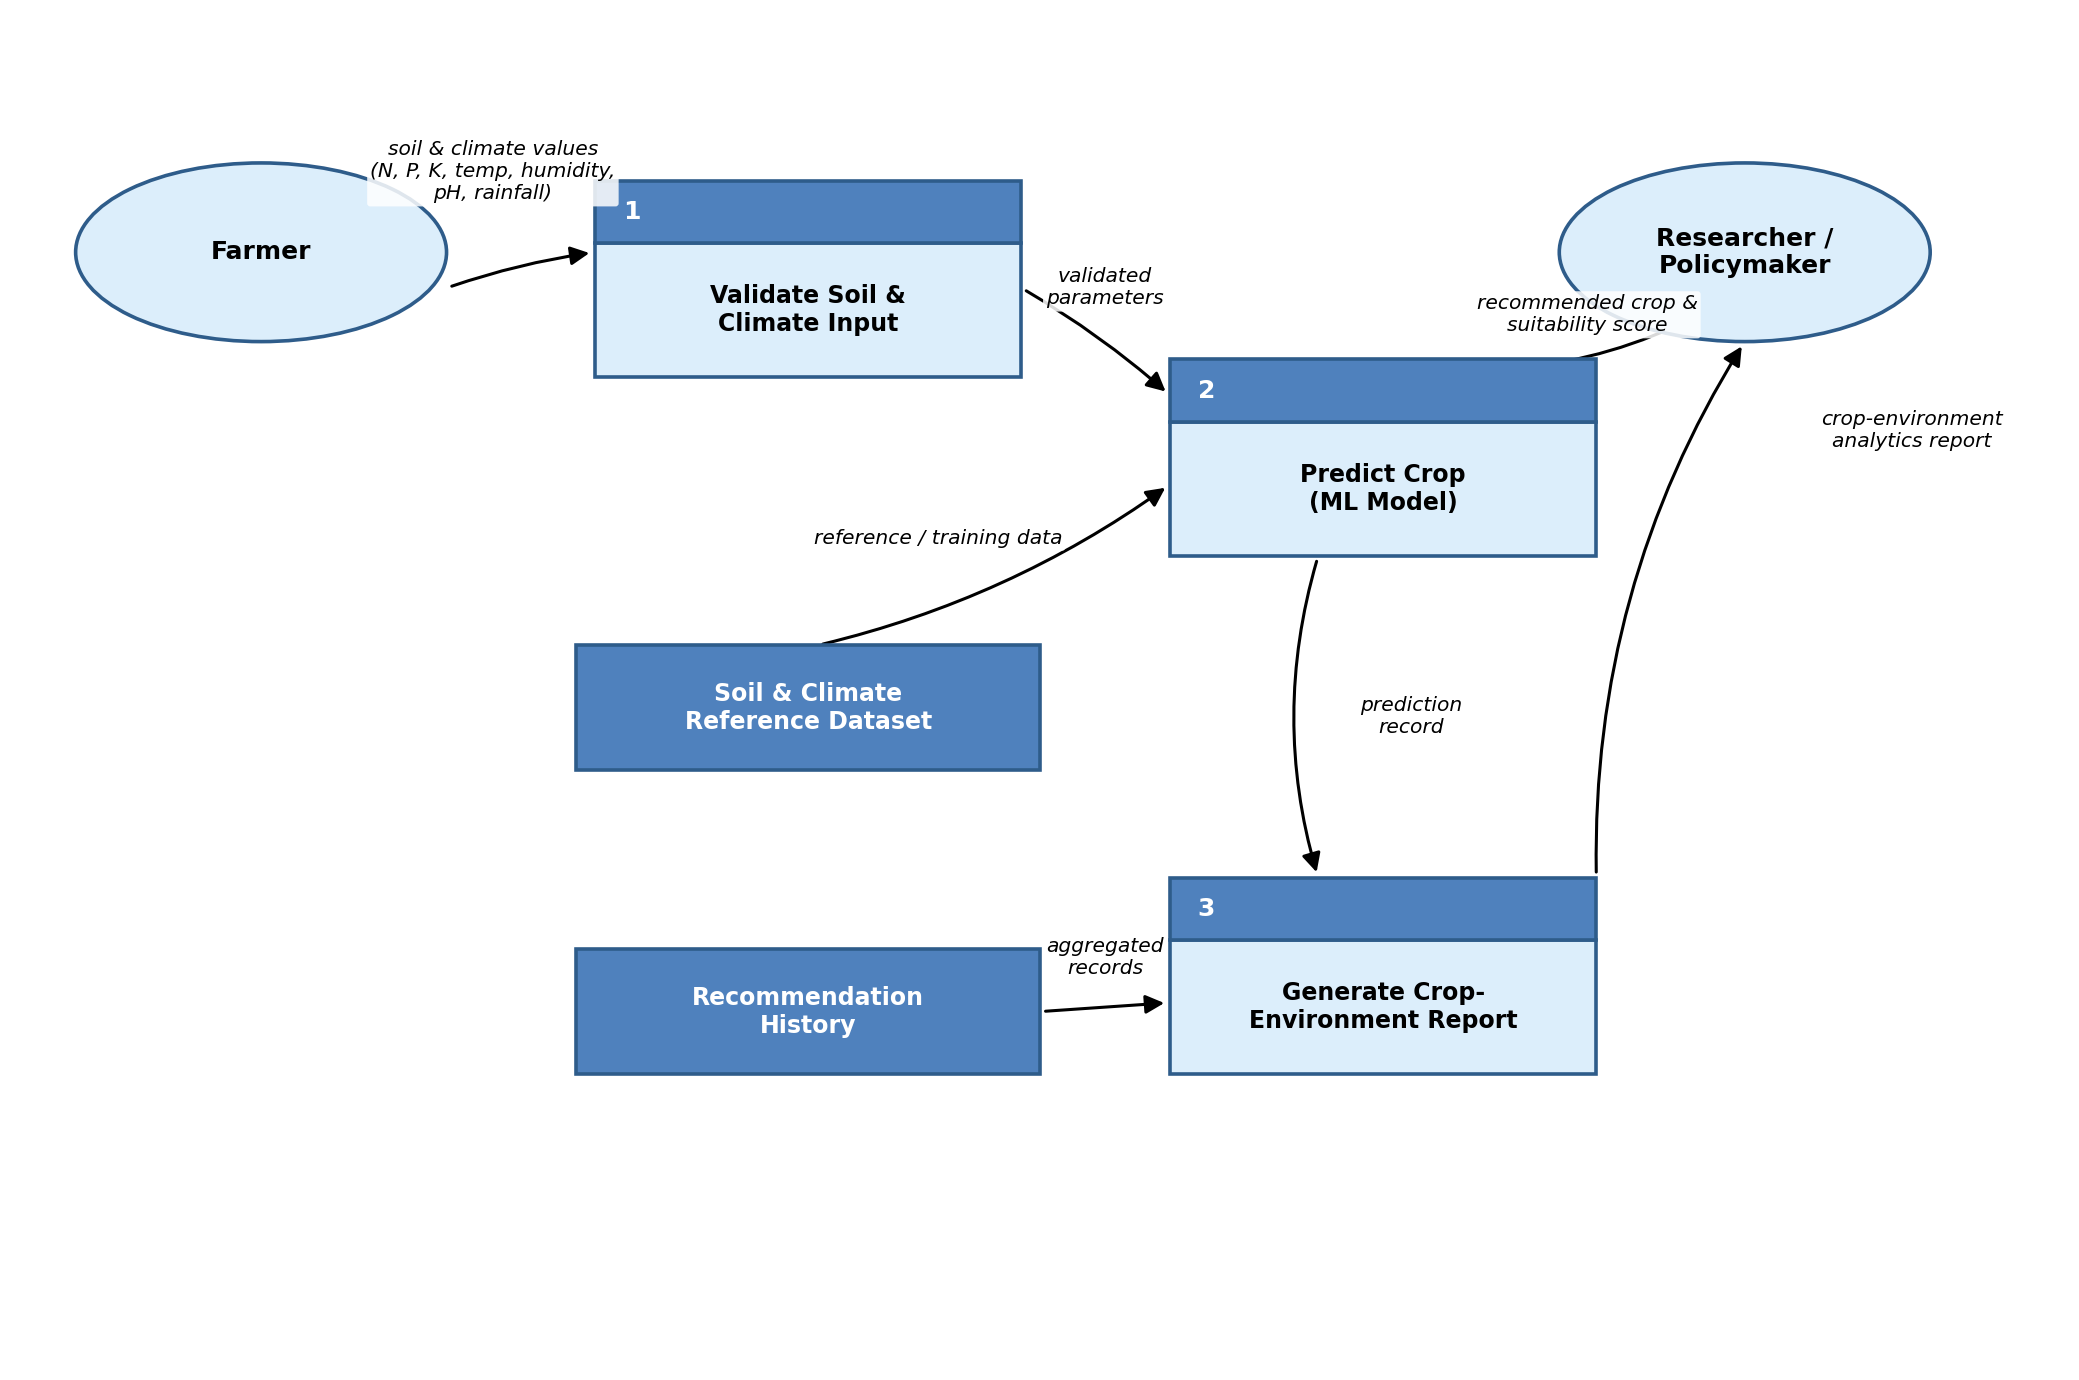 soil & climate values
(N, P, K, temp, humidity,
pH, rainfall)
Farmer
1
Validate Soil &
Climate Input
validated
parameters
Researcher /
Policymaker
recommended crop &
suitability score
2
Predict Crop
(ML Model)
crop-environment
analytics report
reference / training data
Soil & Climate
Reference Dataset
prediction
record
3
Generate Crop-
Environment Report
aggregated
records
Recommendation
History